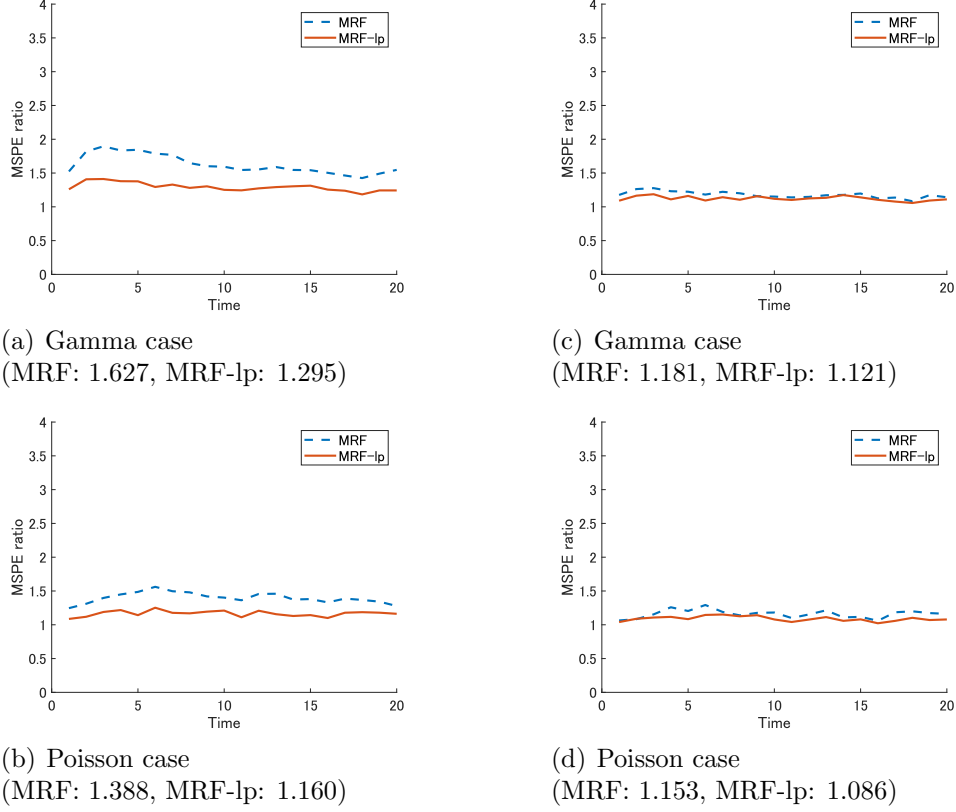 4
3.5
3
2.5
2
1.5
1
0.5
0
MSPE ratio
MRF
MRF-lp
0 5 10 15 20
Time
(a) Gamma case
(MRF: 1.627, MRF-lp: 1.295)
4
3.5
3
2.5
2
1.5
1
0.5
0
MSPE ratio
MRF
MRF-lp
0 5 10 15 20
Time
(c) Gamma case
(MRF: 1.181, MRF-lp: 1.121)
4
3.5
3
2.5
2
1.5
1
0.5
0
MSPE ratio
MRF
MRF-lp
0 5 10 15 20
Time
(b) Poisson case
(MRF: 1.388, MRF-lp: 1.160)
4
3.5
3
2.5
2
1.5
1
0.5
0
MSPE ratio
MRF
MRF-lp
0 5 10 15 20
Time
(d) Poisson case
(MRF: 1.153, MRF-lp: 1.086)